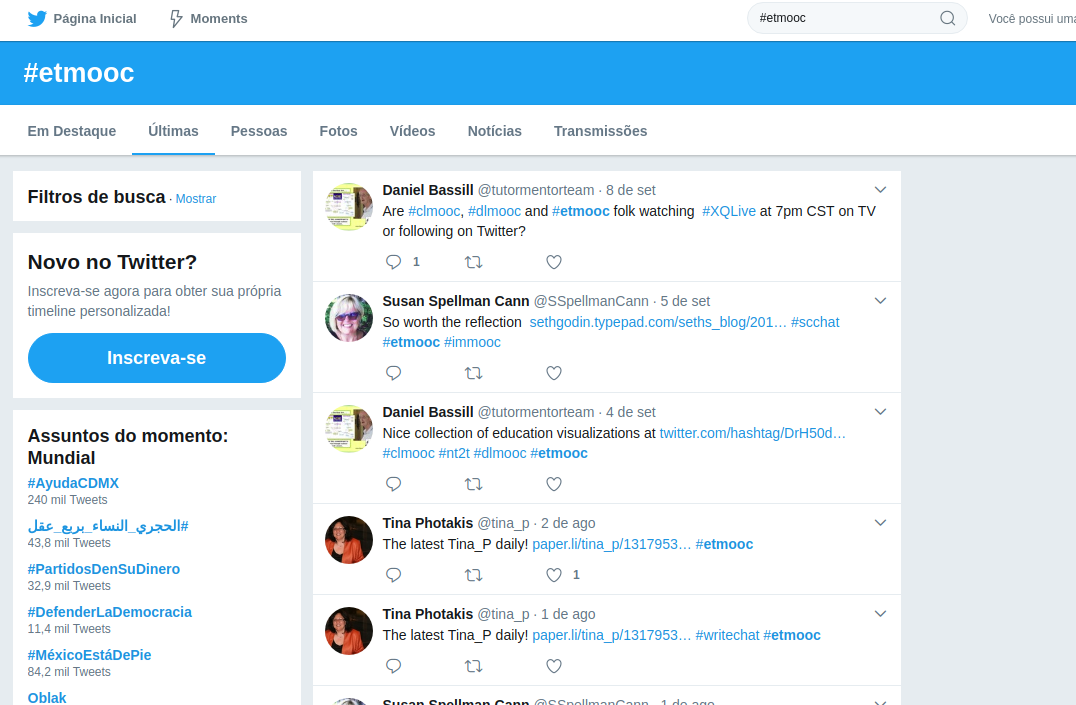 Página Inicial
Moments
#etmooc
Você possui uma
#etmooc
Em Destaque
Últimas
Pessoas
Fotos
Vídeos
Notícias
Transmissões
Filtros de busca · Mostrar
Novo no Twitter?
Inscreva-se agora para obter sua própria
timeline personalizada!
Inscreva-se
Assuntos do momento:
Mundial
#AyudaCDMX
240 mil Tweets
#الحجري_النساء_بربع_عقل
43,8 mil Tweets
#PartidosDenSuDinero
32,9 mil Tweets
#DefenderLaDemocracia
11,4 mil Tweets
#MéxicoEstáDePie
84,2 mil Tweets
Oblak
Daniel Bassill @tutormentorteam · 8 de set
Are #clmooc, #dlmooc and #etmooc folk watching #XQLive at 7pm CST on TV
or following on Twitter?
1
Susan Spellman Cann @SSpellmanCann · 5 de set
So worth the reflection sethgodin.typepad.com/seths_blog/201… #scchat
#etmooc #immooc
Daniel Bassill @tutormentorteam · 4 de set
Nice collection of education visualizations at twitter.com/hashtag/DrH50d…
#clmooc #nt2t #dlmooc #etmooc
Tina Photakis @tina_p · 2 de ago
The latest Tina_P daily! paper.li/tina_p/1317953… #etmooc
1
Tina Photakis @tina_p · 1 de ago
The latest Tina_P daily! paper.li/tina_p/1317953… #writechat #etmooc
Susan Spellman Cann @SSpellmanCann · 1 de ago